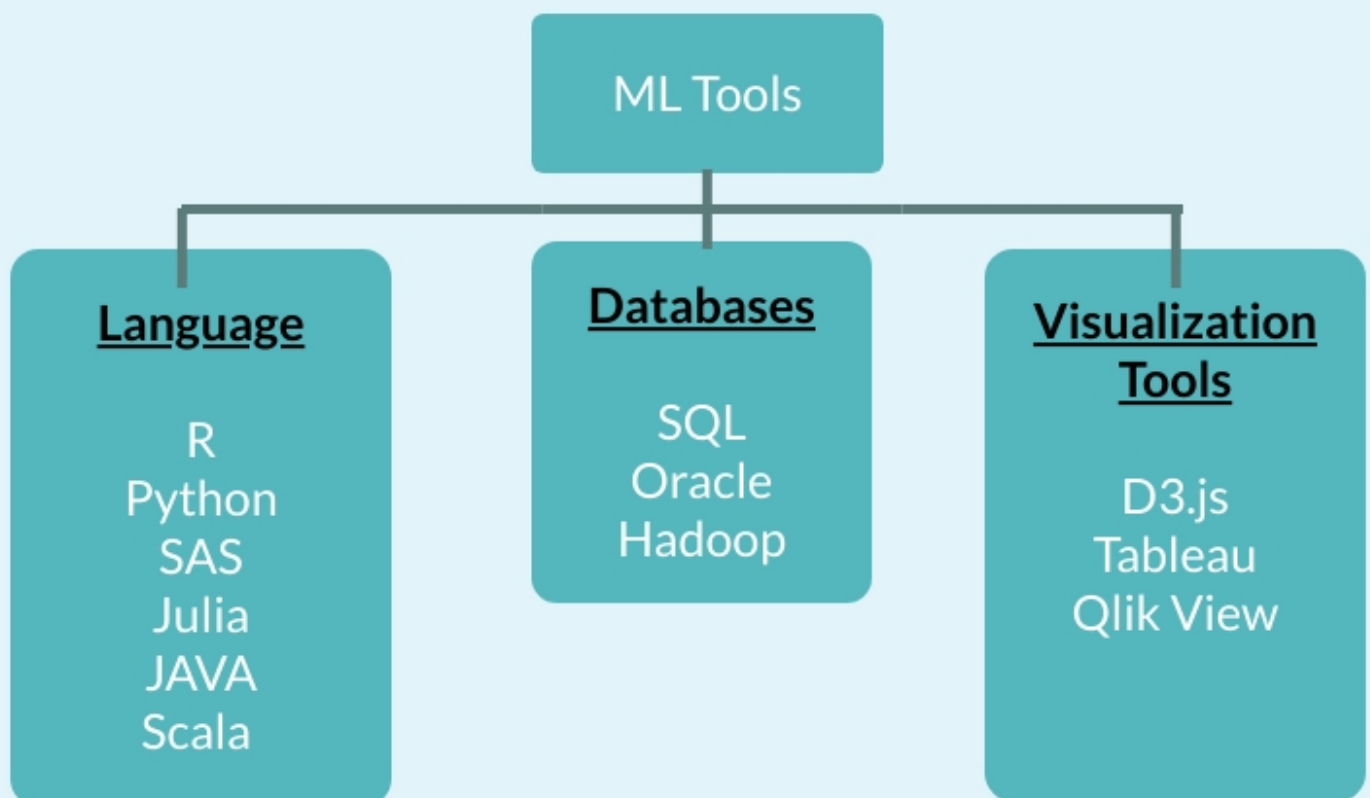 ML Tools
Language
R
Python
SAS
Julia
JAVA
Scala
Databases
SQL
Oracle
Hadoop
Visualization
Tools
D3.js
Tableau
Qlik View